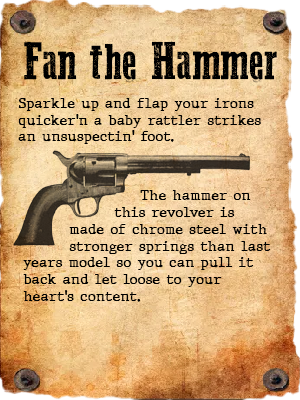 Fan the Hammer
Sparkle up and flap your irons
quicker'n a baby rattler strikes
an unsuspectin' foot.
The hammer on
this revolver is
made of chrome steel with
stronger springs than last
years model so you can pull it
back and let loose to your
heart's content.